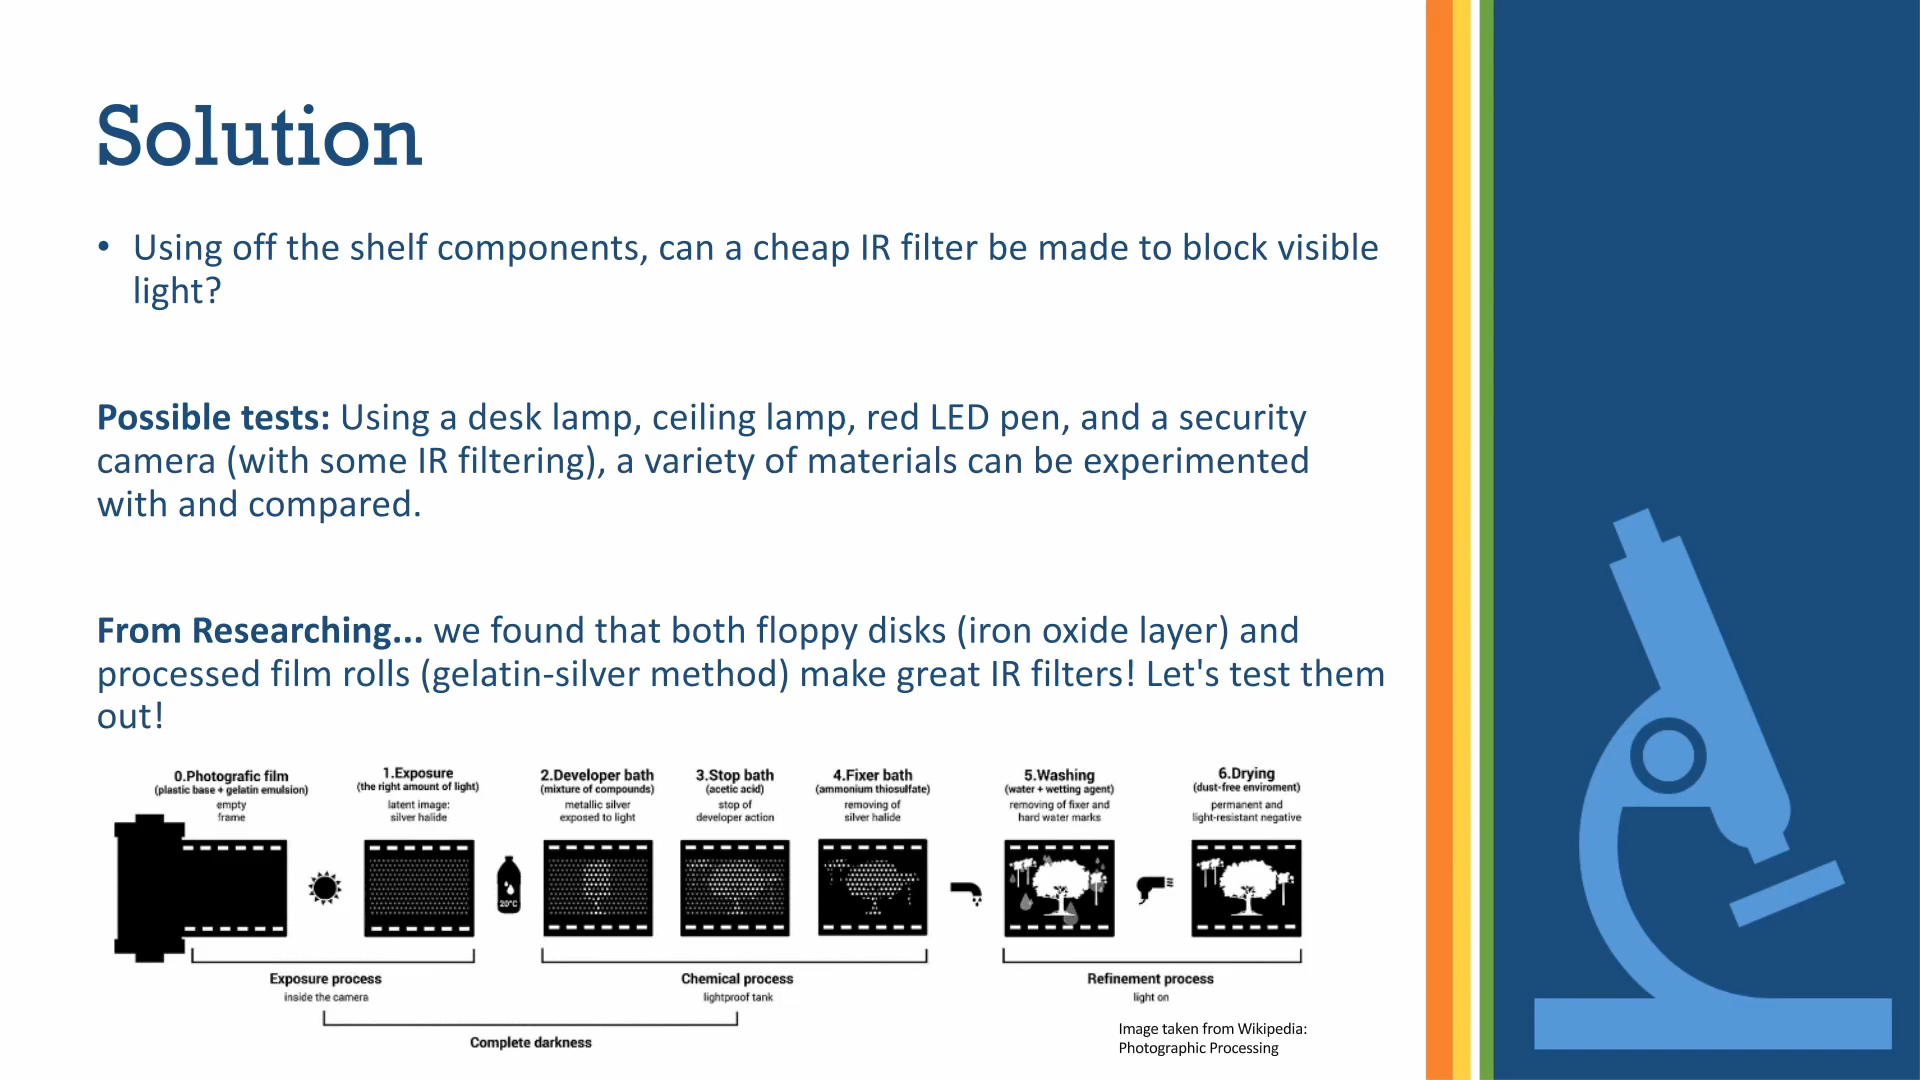 Solution
• Using off the shelf components, can a cheap IR filter be made to block visible
light?
Possible tests: Using a desk lamp, ceiling lamp, red LED pen, and a security
camera (with some IR filtering), a variety of materials can be experimented
with and compared.
From Researching... we found that both floppy disks (iron oxide layer) and
processed film rolls (gelatin-silver method) make great IR filters! Let's test them
out!
0.Photografic film
(plastic base + gelatin emulsion)
empty
frame
1.Exposure
(the right amount of light)
latent image:
silver halide
20°C
2.Developer bath
(mixture of compounds)
metallic silver
exposed to light
3.Stop bath
(acetic acid)
stop of
developer action
4.Fixer bath
(ammonium thiosulfate)
removing of
silver halide
5.Washing
(water + wetting agent)
removing of fixer and
hard water marks
6.Drying
(dust-free enviroment)
permanent and
light-resistant negative
Exposure process
inside the camera
Chemical process
lightproof tank
Refinement process
light on
Complete darkness
Image taken from Wikipedia:
Photographic Processing